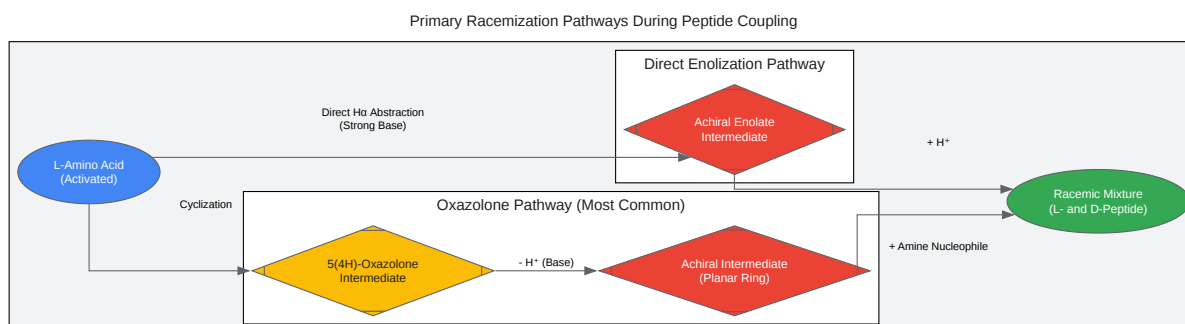 Primary Racemization Pathways During Peptide Coupling
Direct Enolization Pathway
Direct Hα Abstraction
(Strong Base)
Achiral Enolate
Intermediate
+ H⁺
L-Amino Acid
(Activated)
Racemic Mixture
(L- and D-Peptide)
Cyclization
Oxazolone Pathway (Most Common)
+ Amine Nucleophile
5(4H)-Oxazolone
Intermediate
- H⁺ (Base)
Achiral Intermediate
(Planar Ring)